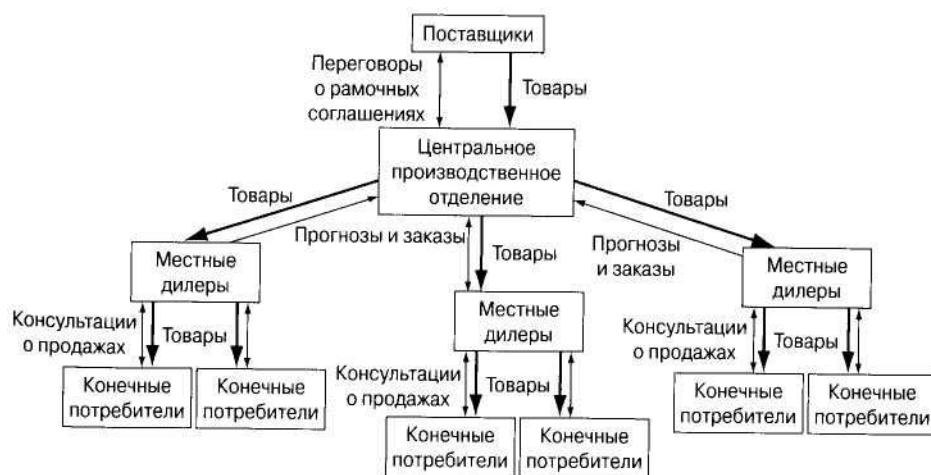 Поставщики
Переговоры
о рамочных
соглашениях
Товары
Центральное
производственное
отделение
Товары
Товары
Прогнозы и заказы
Товары
Прогнозы
и заказы
Местные
дилеры
Местные
дилеры
Местные
дилеры
Консультации
о продажах
Товары
Консультации
о продажах
Товары
Консультации
о продажах
Товары
Конечные
потребители
Конечные
потребители
Конечные
потребители
Конечные
потребители
Конечные
потребители
Конечные
потребители